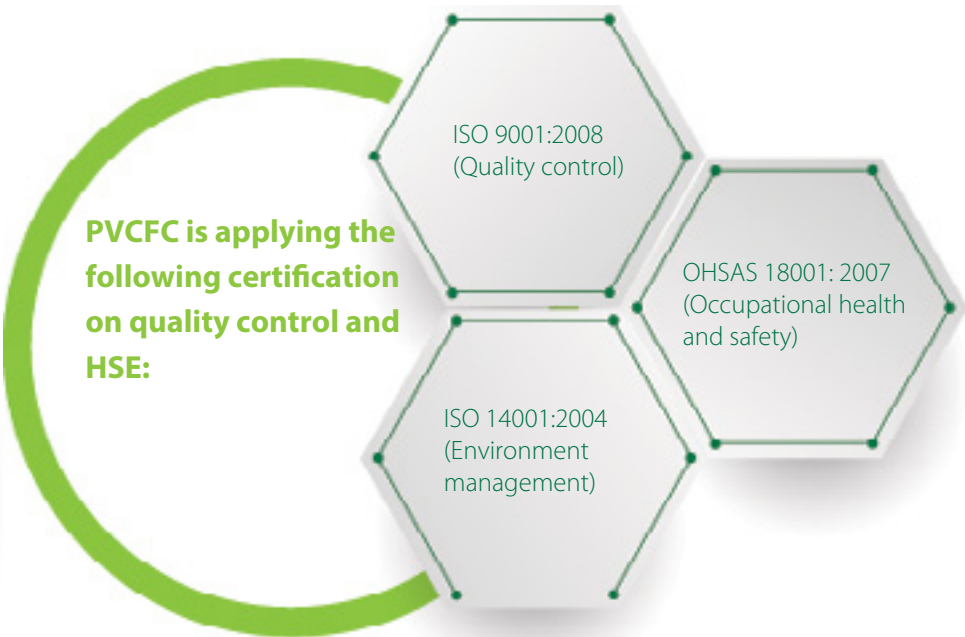 PVCFC is applying the
following certification
on quality control and
HSE:
ISO 9001:2008
(Quality control)
OHSAS 18001: 2007
(Occupational health
and safety)
ISO 14001:2004
(Environment
management)